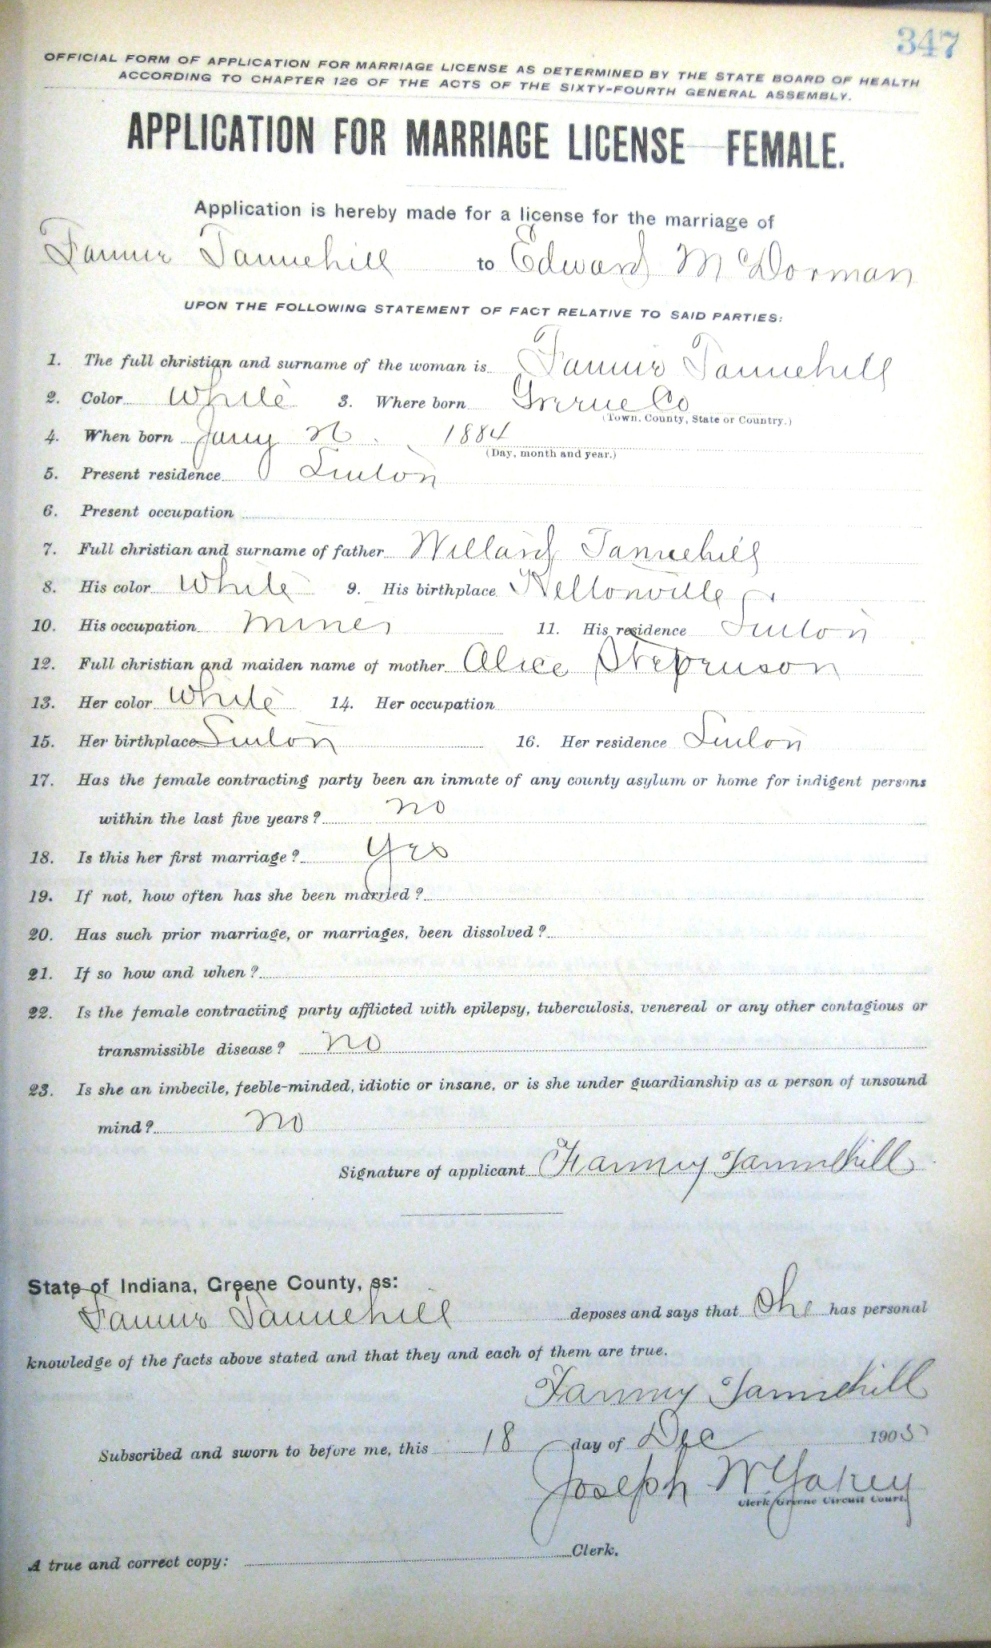 347
OFFICIAL FORM OF APPLICATION FOR MARRIAGE LICENSE AS DETERMINED BY THE STATE BOARD OF HEALTH
ACCORDING TO CHAPTER 126 OF THE ACTS OF THE SIXTY-FOURTH GENERAL ASSEMBLY.
APPLICATION FOR MARRIAGE LICENSE FEMALE.
Application is hereby made for a license for the marriage of
Fannie Tannehill to Edward McDorman
UPON THE FOLLOWING STATEMENT OF FACT RELATIVE TO SAID PARTIES:
1. The full christian and surname of the woman is Fannie Tannehill
2. Color White 3. Where born Greene Co
(Town, County, State or Country.)
4. When born Jany 1884
(Day, month and year.)
5. Present residence Linton
6. Present occupation
7. Full christian and surname of father Willard Tannehill
8. His color White 9. His birthplace
10. His occupation Miner 11. His residence Linton
12. Full christian and maiden name of mother Alice Stepenson
13. Her color White 14. Her occupation
15. Her birthplace Linton 16. Her residence Linton
17. Has the female contracting party been an inmate of any county asylum or home for indigent persons
within the last five years? no
18. Is this her first marriage? yes
19. If not, how often has she been married?
20. Has such prior marriage, or marriages, been dissolved?
21. If so how and when?
22. Is the female contracting party afflicted with epilepsy, tuberculosis, venereal or any other contagious or
transmissible disease? no
23. Is she an imbecile, feeble-minded, idiotic or insane, or is she under guardianship as a person of unsound
mind? no
Signature of applicant Fanny Tannehill
State of Indiana, Greene County, ss:
Fannie Tannehill deposes and says that She has personal
knowledge of the facts above stated and that they and each of them are true.
Fanny Tannehill
Subscribed and sworn to before me, this 18 day of Dec 1905
Joseph W Yakey
Clerk Greene Circuit Court.
A true and correct copy: Clerk.